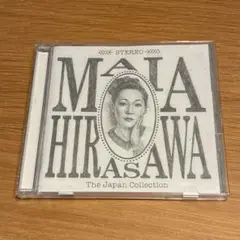 STEREO
MAIA
HIRASAWA
The Japan Collection